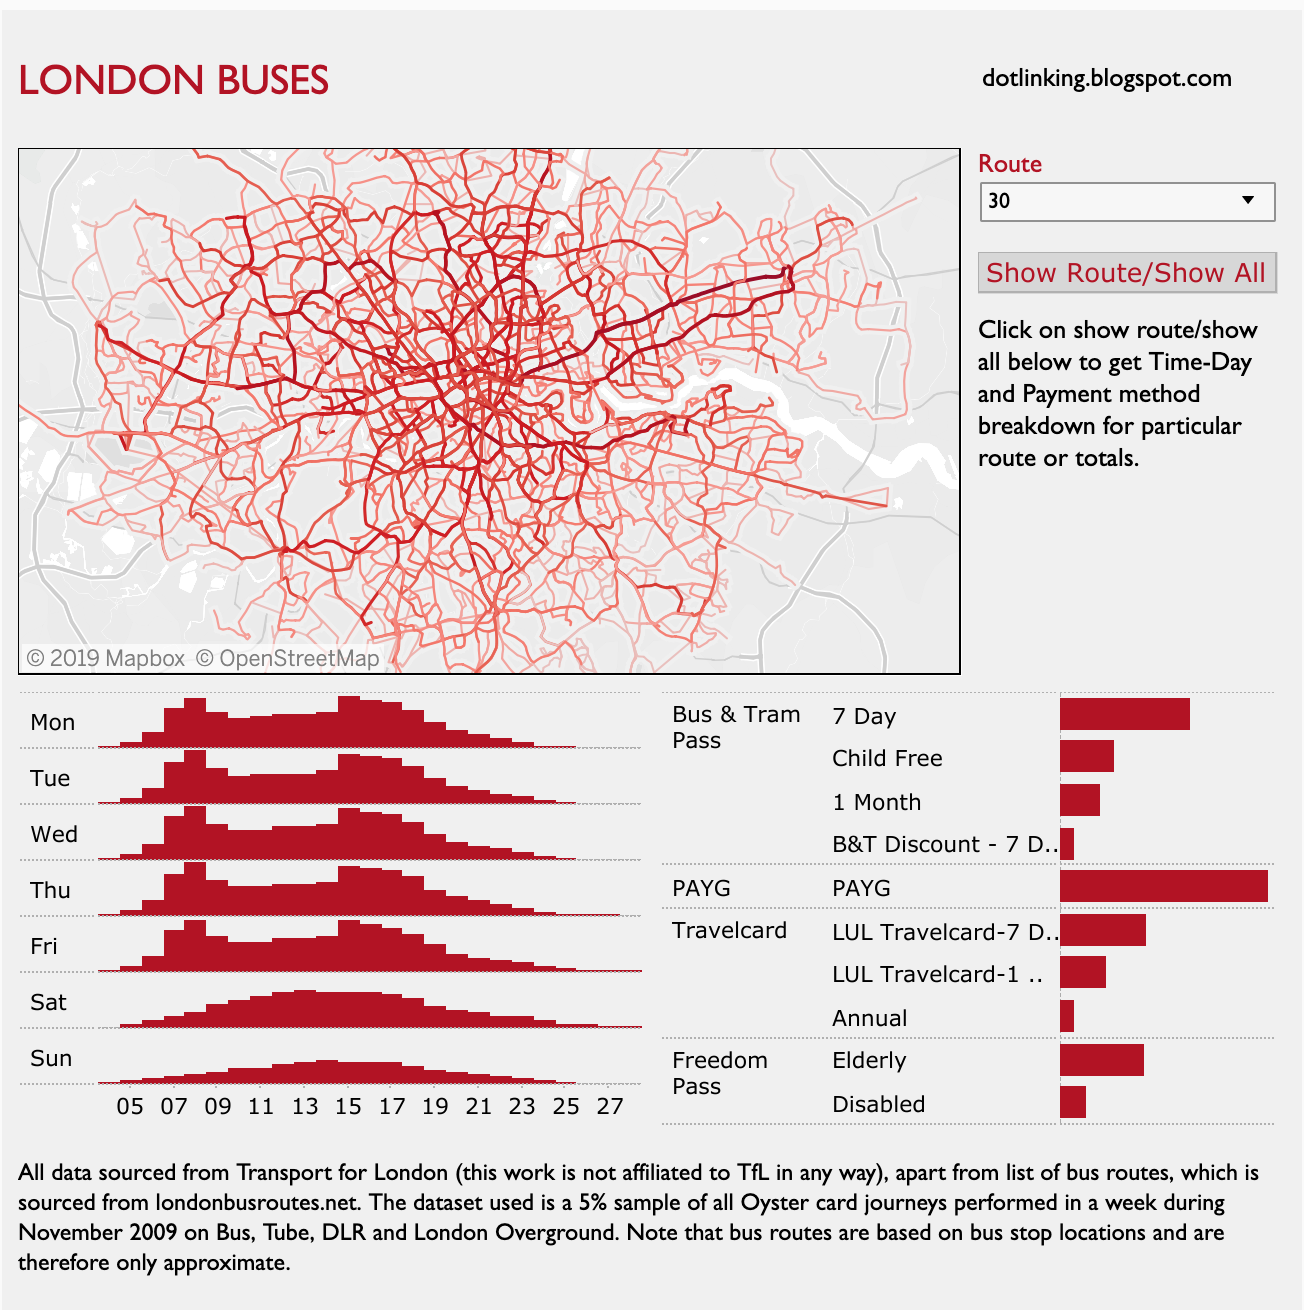 LONDON BUSES
dotlinking.blogspot.com
Route
30
Show Route/Show All
Click on show route/show
all below to get Time-Day
and Payment method
breakdown for particular
route or totals.
© 2019 Mapbox © OpenStreetMap
Mon
Tue
Wed
Thu
Fri
Sat
Sun
05 07 09 11 13 15 17 19 21 23 25 27
Bus & Tram
Pass
7 Day
Child Free
1 Month
B&T Discount - 7 D..
PAYG
PAYG
Travelcard
LUL Travelcard-7 D..
LUL Travelcard-1 ..
Annual
Freedom
Pass
Elderly
Disabled
All data sourced from Transport for London (this work is not affiliated to TfL in any way), apart from list of bus routes, which is
sourced from londonbusroutes.net. The dataset used is a 5% sample of all Oyster card journeys performed in a week during
November 2009 on Bus, Tube, DLR and London Overground. Note that bus routes are based on bus stop locations and are
therefore only approximate.